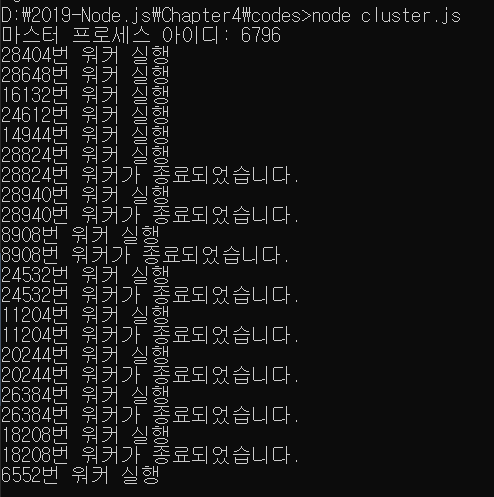 D:\2019-Node.js\Chapter4\codes>node cluster.js
마스터 프로세스 아이디: 6796
28404번 워커 실행
28648번 워커 실행
16132번 워커 실행
24612번 워커 실행
14944번 워커 실행
28824번 워커 실행
28824번 워커가 종료되었습니다.
28940번 워커 실행
28940번 워커가 종료되었습니다.
8908번 워커 실행
8908번 워커가 종료되었습니다.
24532번 워커 실행
24532번 워커가 종료되었습니다.
11204번 워커 실행
11204번 워커가 종료되었습니다.
20244번 워커 실행
20244번 워커가 종료되었습니다.
26384번 워커 실행
26384번 워커가 종료되었습니다.
18208번 워커 실행
18208번 워커가 종료되었습니다.
6552번 워커 실행